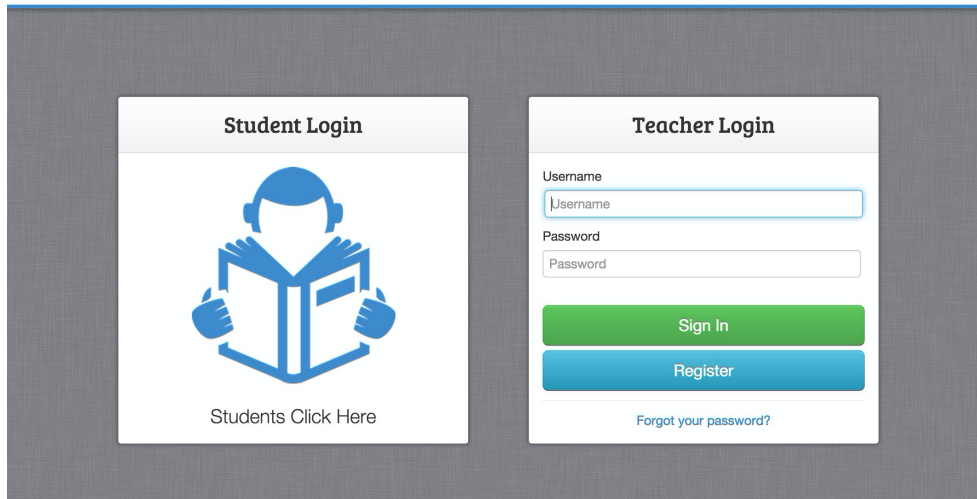 Student Login
Students Click Here
Teacher Login
Username
Username
Password
Password
Sign In
Register
Forgot your password?